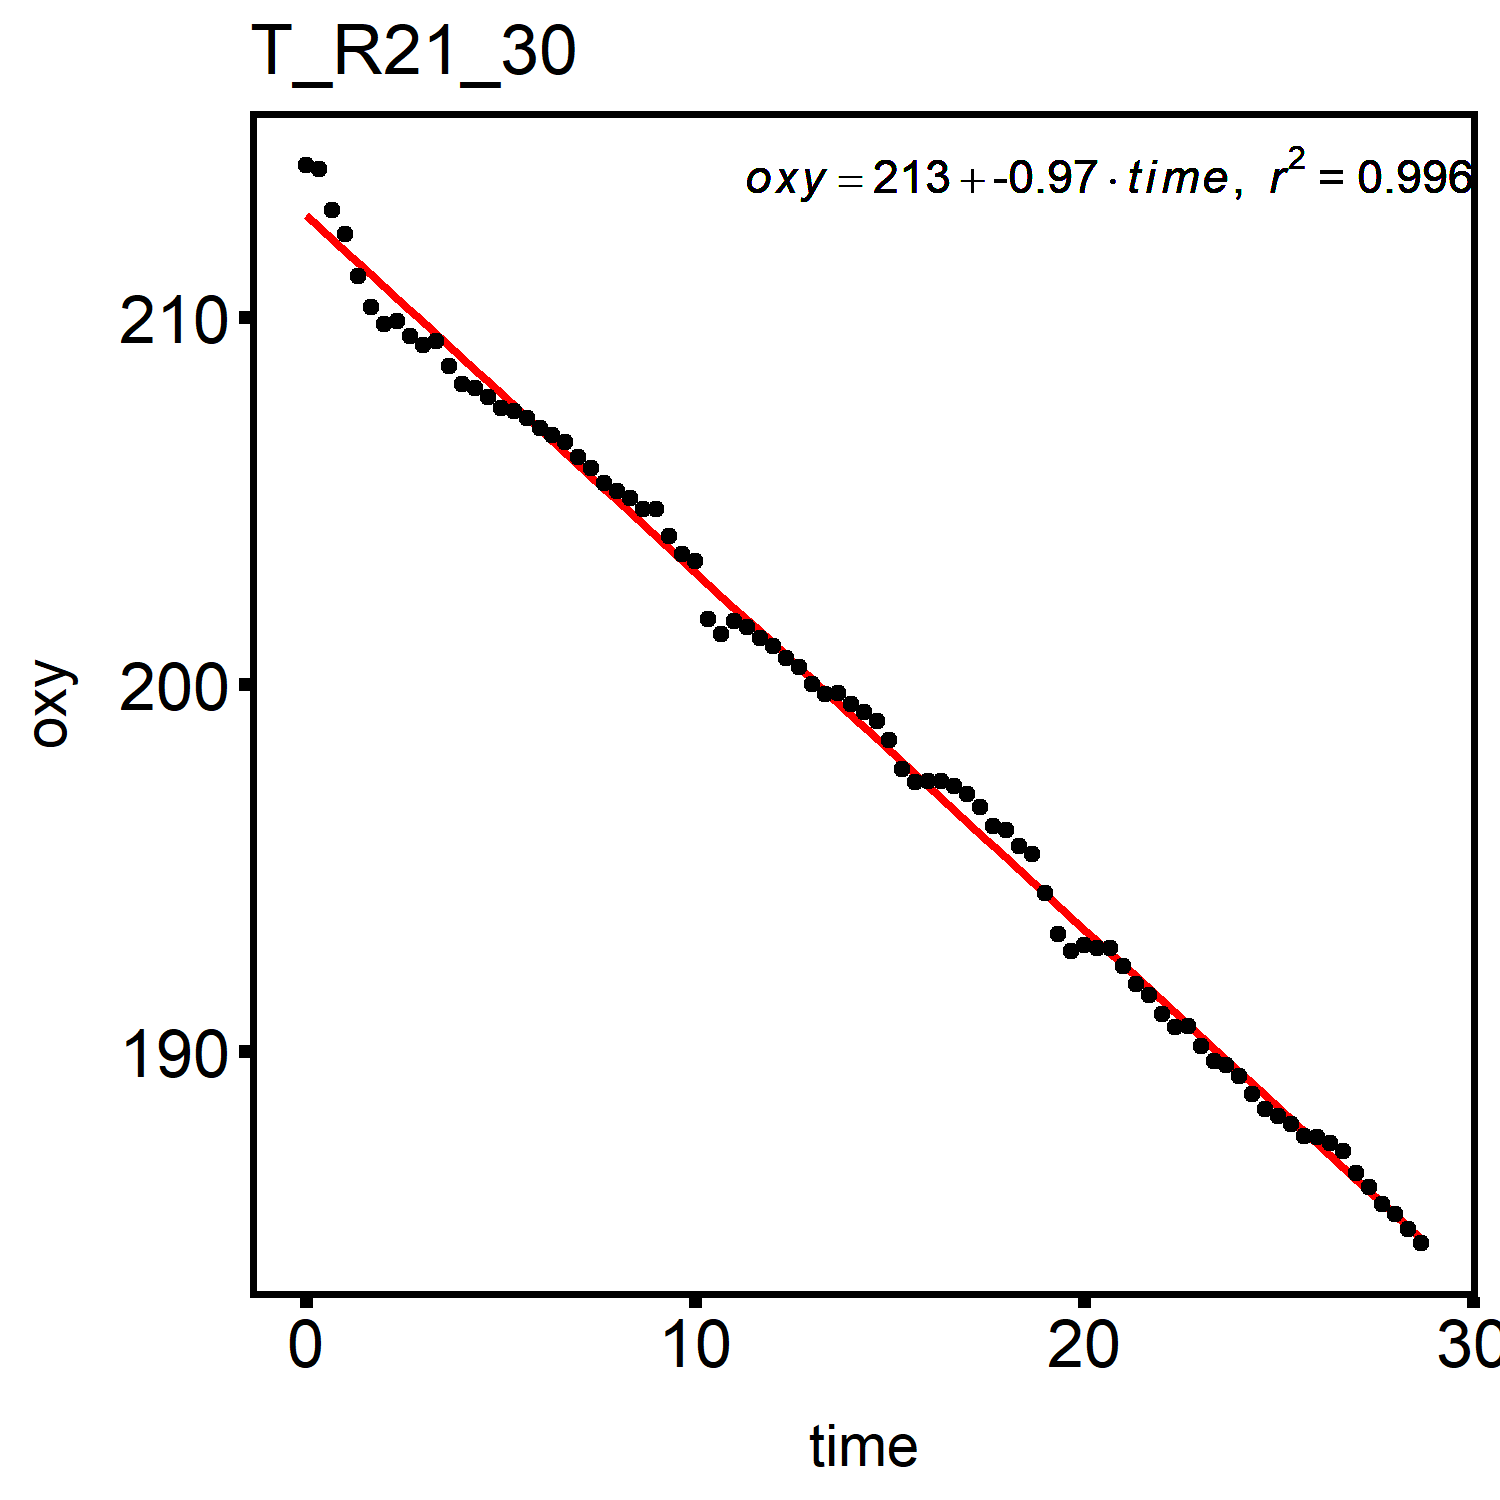 T_R21_30
oxy = 213 + -0.97 · time, r² = 0.996
210
200
190
oxy
0 10 20 30
time